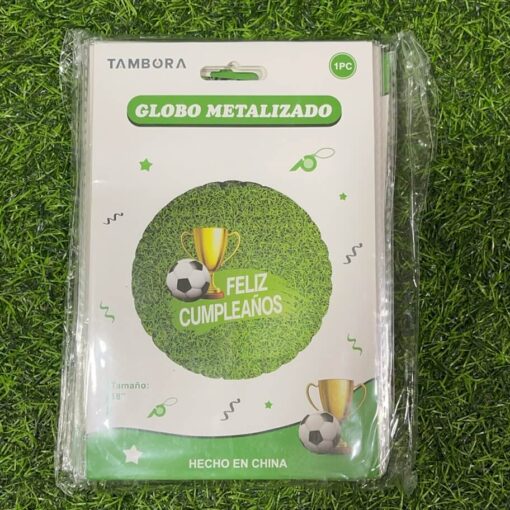 TAMBORA
1PC
GLOBO METALIZADO
FELIZ
CUMPLEAÑOS
Tamaño:
18"
HECHO EN CHINA